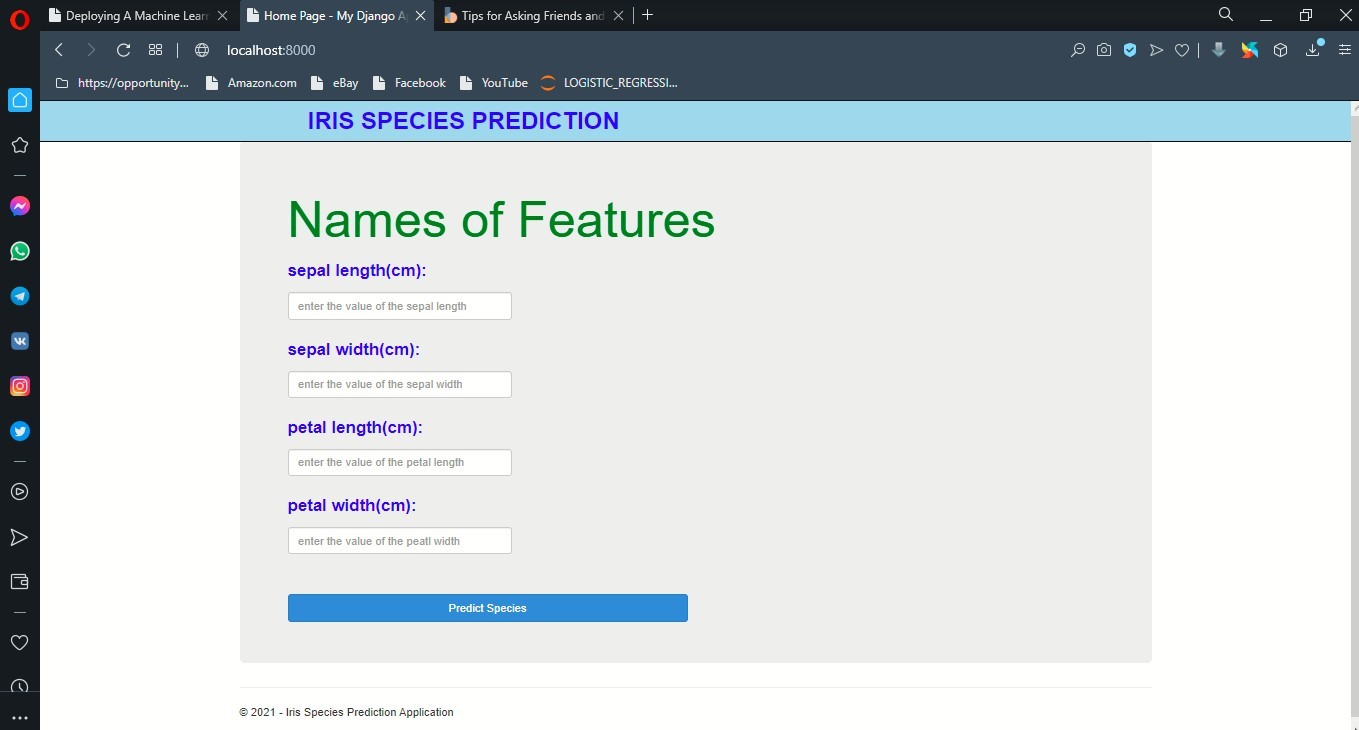 Deploying A Machine Lear
Home Page - My Django A
Tips for Asking Friends and
localhost:8000
https://opportunity...
Amazon.com
eBay
Facebook
YouTube
LOGISTIC_REGRESSI...
IRIS SPECIES PREDICTION
Names of Features
sepal length(cm):
enter the value of the sepal length
sepal width(cm):
enter the value of the sepal width
petal length(cm):
enter the value of the petal length
petal width(cm):
enter the value of the peatl width
Predict Species
© 2021 - Iris Species Prediction Application